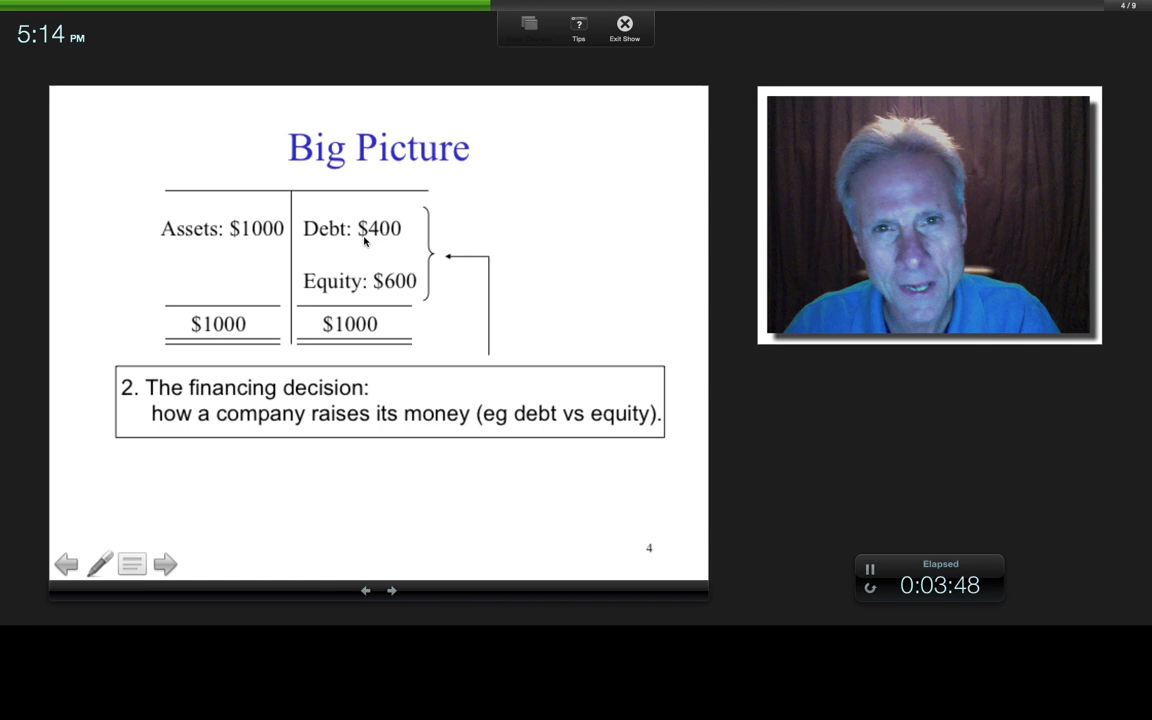 4 / 9
5:14 PM
?
Tips
Exit Show
Big Picture
Assets: $1000
Debt: $400
Equity: $600
$1000
$1000
2. The financing decision:
how a company raises its money (eg debt vs equity).
4
Elapsed
0:03:48